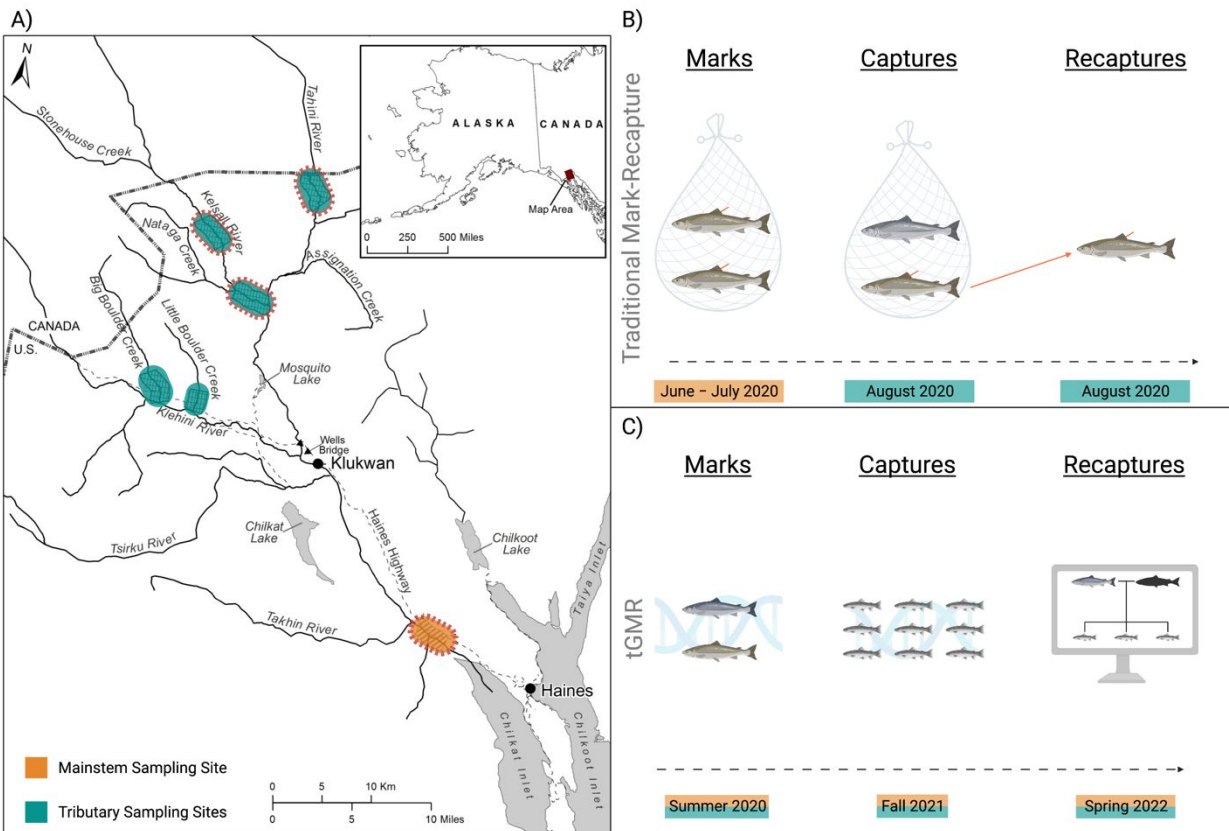 A)
N
Stonehouse Creek
Tahini River
Kelsall River
Nataga Creek
Assignation Creek
Big Boulder Creek
Little Boulder Creek
CANADA
U.S.
Mosquito
Lake
Klehini River
Wells
Bridge
Klukwan
Chilkat
Lake
Tsirku River
Haines Highway
Chilkoot
Lake
Taiya Inlet
Takhin River
Haines
Chilkat Inlet
Chilkoot Inlet
ALASKA
CANADA
Map Area
0 250 500 Miles
Mainstem Sampling Site
Tributary Sampling Sites
0 5 10 Km
0 5 10 Miles
B)
Traditional Mark-Recapture
Marks
Captures
Recaptures
June – July 2020
August 2020
August 2020
C)
tGMR
Marks
Captures
Recaptures
Summer 2020
Fall 2021
Spring 2022